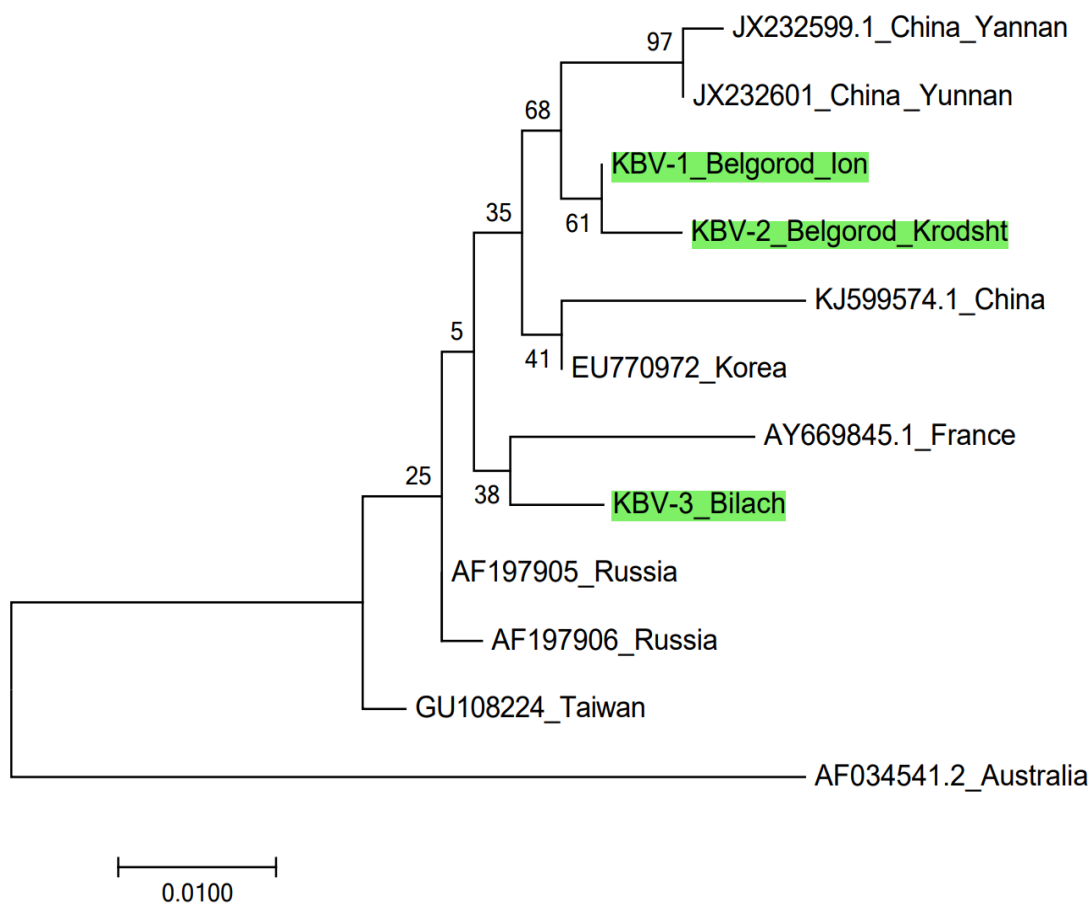 97
JX232599.1_China_Yannan
JX232601_China_Yunnan
68
KBV-1_Belgorod_Ion
61
KBV-2_Belgorod_Krodsht
35
KJ599574.1_China
5
41
EU770972_Korea
AY669845.1_France
25
38
KBV-3_Bilach
AF197905_Russia
AF197906_Russia
GU108224_Taiwan
AF034541.2_Australia
0.0100